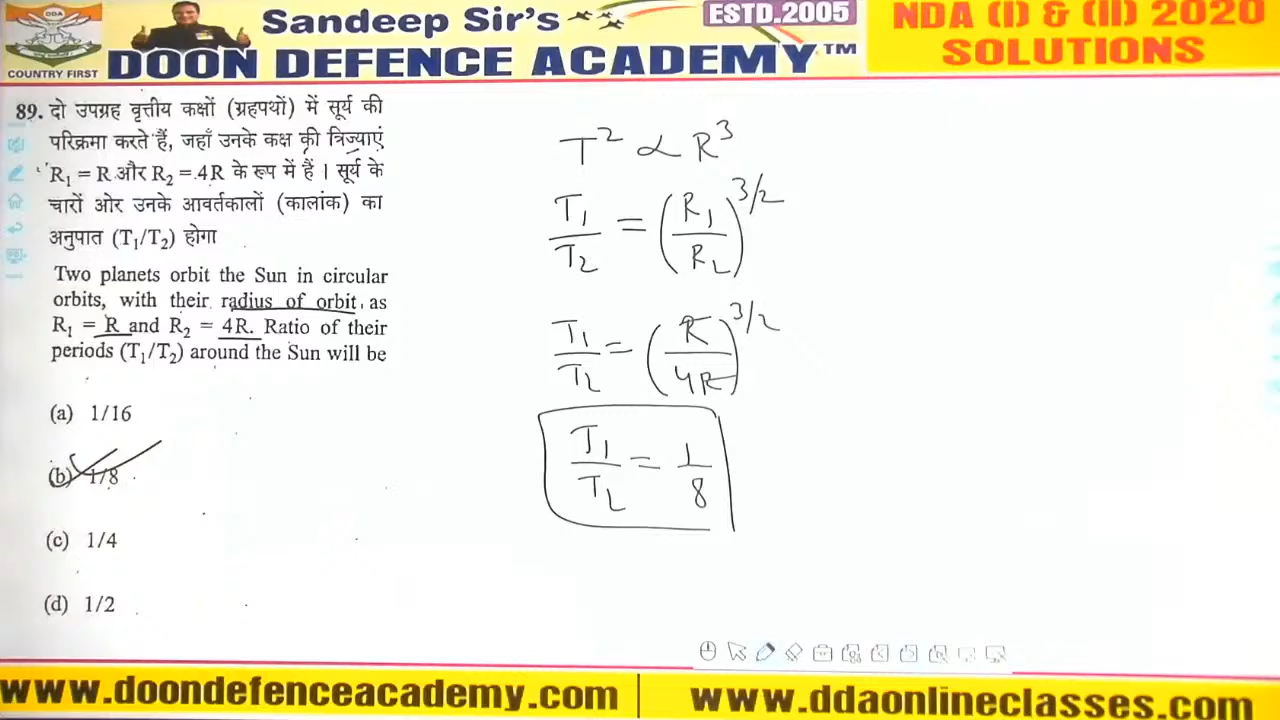 DDA
COUNTRY FIRST
Sandeep Sir's
DOON DEFENCE ACADEMY™
ESTD.2005
NDA (I) & (II) 2020
SOLUTIONS
89. दो उपग्रह वृत्तीय कक्षों (ग्रहपथों) में सूर्य की
परिक्रमा करते हैं, जहाँ उनके कक्ष की त्रिज्याएं
R₁ = R और R₂ = 4R के रूप में हैं । सूर्य के
चारों ओर उनके आवर्तकालों (कालांक) का
अनुपात (T₁/T₂) होगा
Two planets orbit the Sun in circular
orbits, with their radius of orbit as
R₁ = R and R₂ = 4R. Ratio of their
periods (T₁/T₂) around the Sun will be
(a) 1/16
(b) 1/8
(c) 1/4
(d) 1/2
T² ∝ R³
T₁/T₂ = (R₁/R₂)^3/2
T₁/T₂ = (R/4R)^3/2
T₁/T₂ = 1/8
www.doondefenceacademy.com
www.ddaonlineclasses.com